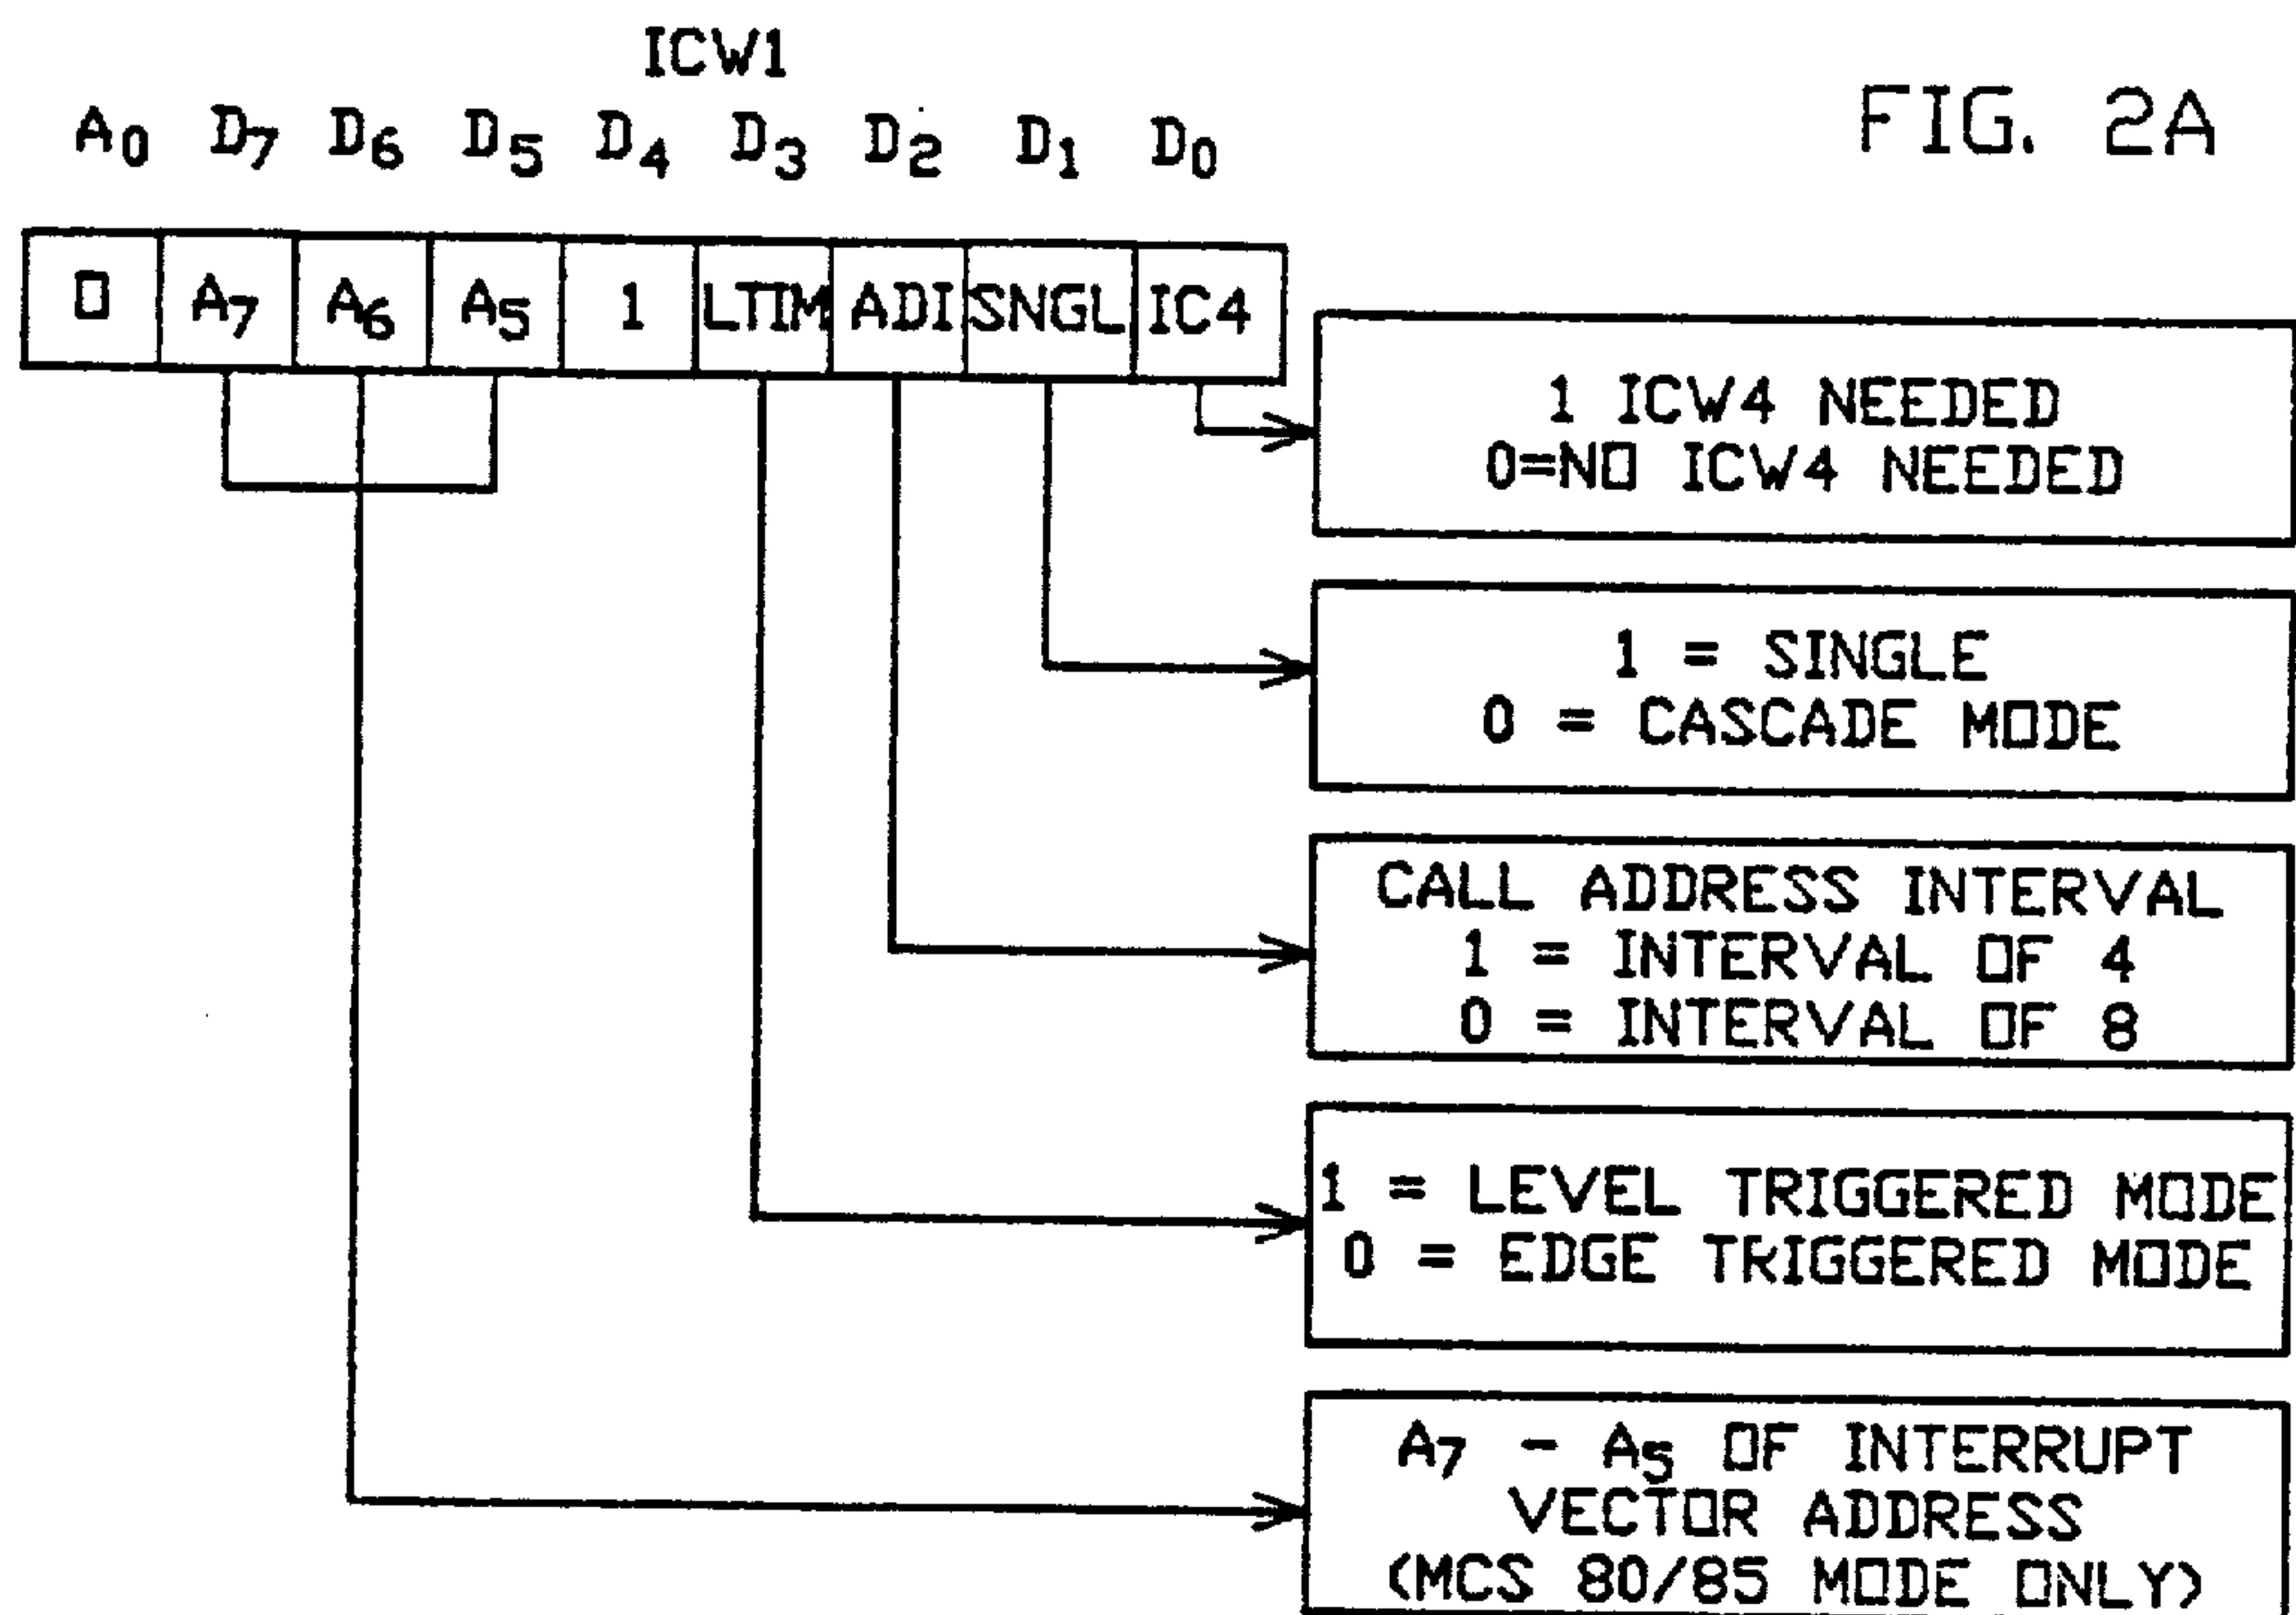 ICW1
FIG. 2A
A0 D7 D6 D5 D4 D3 D2 D1 D0
0 A7 A6 A5 1 LTIM ADI SNGL IC4
1 ICW4 NEEDED
0=NO ICW4 NEEDED
1 = SINGLE
0 = CASCADE MODE
CALL ADDRESS INTERVAL
1 = INTERVAL OF 4
0 = INTERVAL OF 8
1 = LEVEL TRIGGERED MODE
0 = EDGE TRIGGERED MODE
A7 - A5 OF INTERRUPT
VECTOR ADDRESS
(MCS 80/85 MODE ONLY)